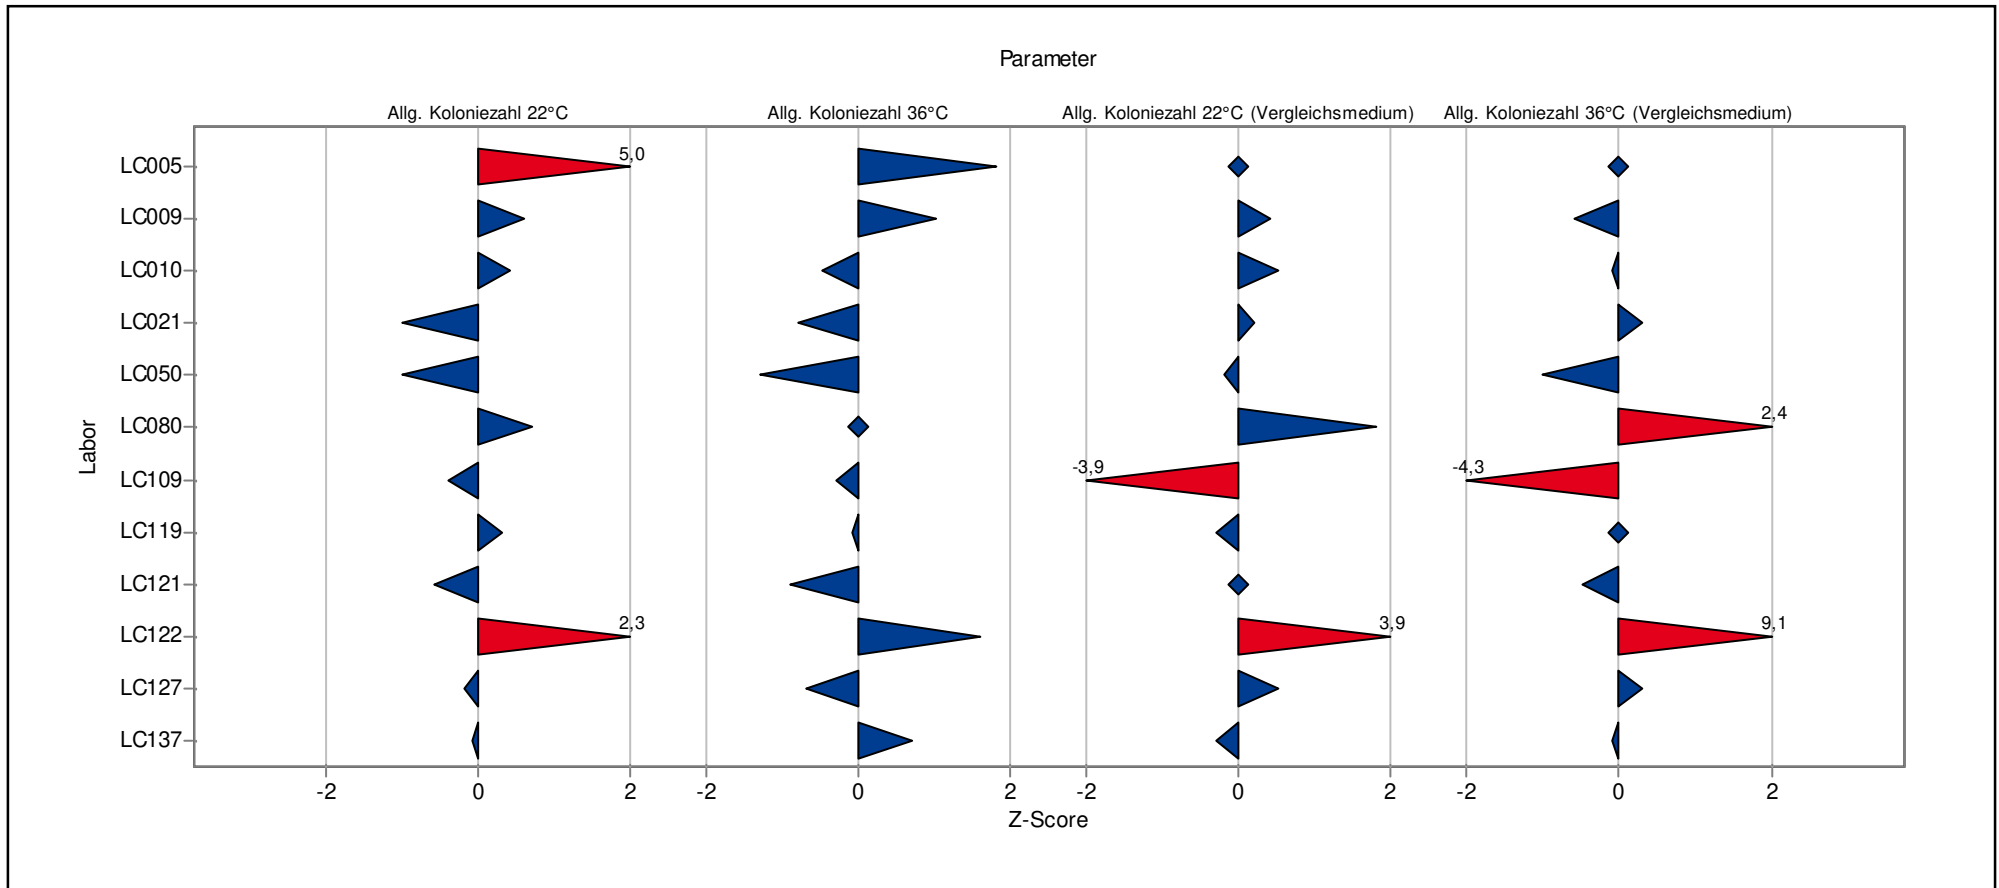 Parameter
Allg. Koloniezahl 22°C Allg. Koloniezahl 36°C Allg. Koloniezahl 22°C (Vergleichsmedium) Allg. Koloniezahl 36°C (Vergleichsmedium)
LC005 5,0
LC009
LC010
LC021
LC050
LC080 2,4
LC109 -3,9 -4,3
LC119
LC121
LC122 2,3 3,9 9,1
LC127
LC137
Labor
-2 0 2 -2 0 2 -2 0 2 -2 0 2
Z-Score